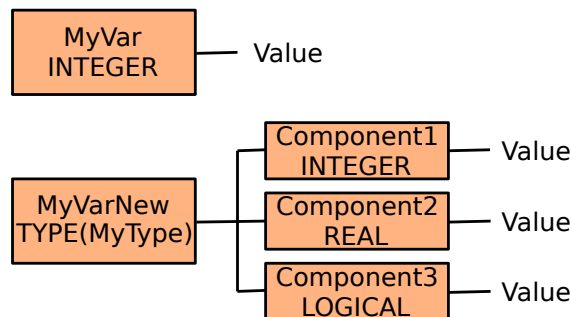 MyVar
INTEGER
Value
Component1
INTEGER
Value
MyVarNew
TYPE(MyType)
Component2
REAL
Value
Component3
LOGICAL
Value